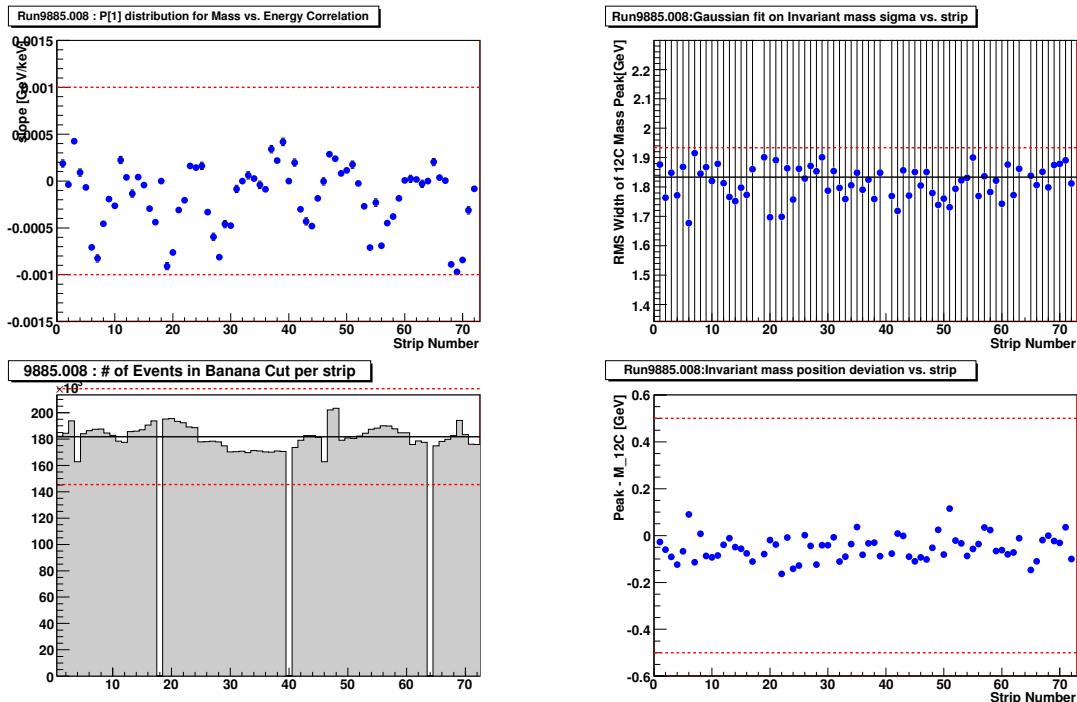 Run9885.008 : P[1] distribution for Mass vs. Energy Correlation
slope [GeV/keV]
0.0015
0.001
0.0005
0
-0.0005
-0.001
-0.0015
0 10 20 30 40 50 60 70
Strip Number
Run9885.008:Gaussian fit on Invariant mass sigma vs. strip
RMS Width of 12C Mass Peak[GeV]
2.2
2.1
2
1.9
1.8
1.7
1.6
1.5
1.4
0 10 20 30 40 50 60 70
Strip Number
9885.008 : # of Events in Banana Cut per strip
×10³
200
180
160
140
120
100
80
60
40
20
0
10 20 30 40 50 60 70
Run9885.008:Invariant mass position deviation vs. strip
Peak - M_12C [GeV]
0.6
0.4
0.2
0
-0.2
-0.4
-0.6
0 10 20 30 40 50 60 70
Strip Number